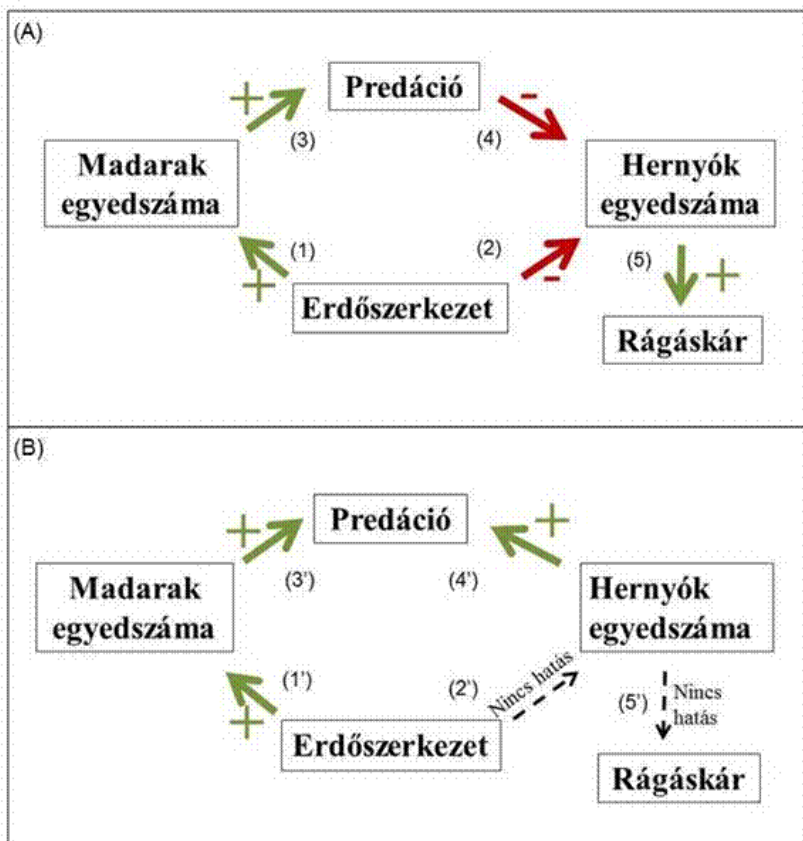 (A)
+
Predáció
-
(3)
(4)
Madarak
egyedszáma
Hernyók
egyedszáma
(1)
(2)
(5)
+
+
-
Erdőszerkezet
Rágáskár
(B)
+
Predáció
+
(3')
(4')
Madarak
egyedszáma
Hernyók
egyedszáma
(1')
(2')
Nincs hatás
(5')
Nincs
hatás
+
Erdőszerkezet
Rágáskár